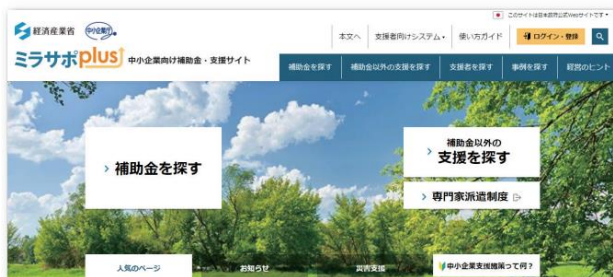 このサイトは日本政府公式Webサイトです
経済産業省 中小企業庁
本文へ 支援者向けシステム 使い方ガイド ログイン・登録
ミラサポplus 中小企業向け補助金・支援サイト
補助金を探す 補助金以外の支援を探す 支援者を探す 事例を探す 経営のヒント
補助金を探す
補助金以外の
支援を探す
専門家派遣制度
人気のページ お知らせ 災害支援 中小企業支援施策って何？